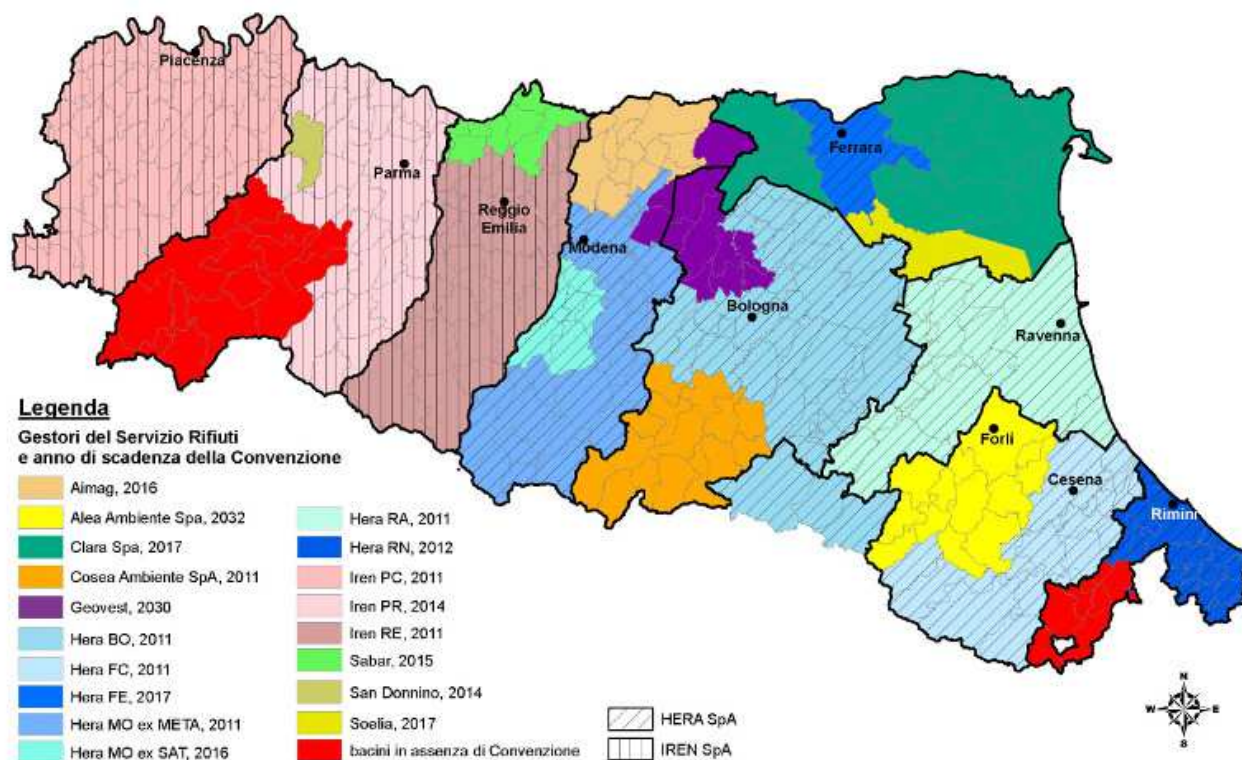 Piacenza
Parma
Reggio
Emilia
Modena
Ferrara
Bologna
Ravenna
Forlì
Cesena
Rimini
Legenda
Gestori del Servizio Rifiuti
e anno di scadenza della Convenzione
Aimag, 2016
Alea Ambiente Spa, 2032
Clara Spa, 2017
Cosea Ambiente SpA, 2011
Geovest, 2030
Hera BO, 2011
Hera FC, 2011
Hera FE, 2017
Hera MO ex META, 2011
Hera MO ex SAT, 2016
Hera RA, 2011
Hera RN, 2012
Iren PC, 2011
Iren PR, 2014
Iren RE, 2011
Sabar, 2015
San Donnino, 2014
Soelia, 2017
bacini in assenza di Convenzione
HERA SpA
IREN SpA
N
W E
S